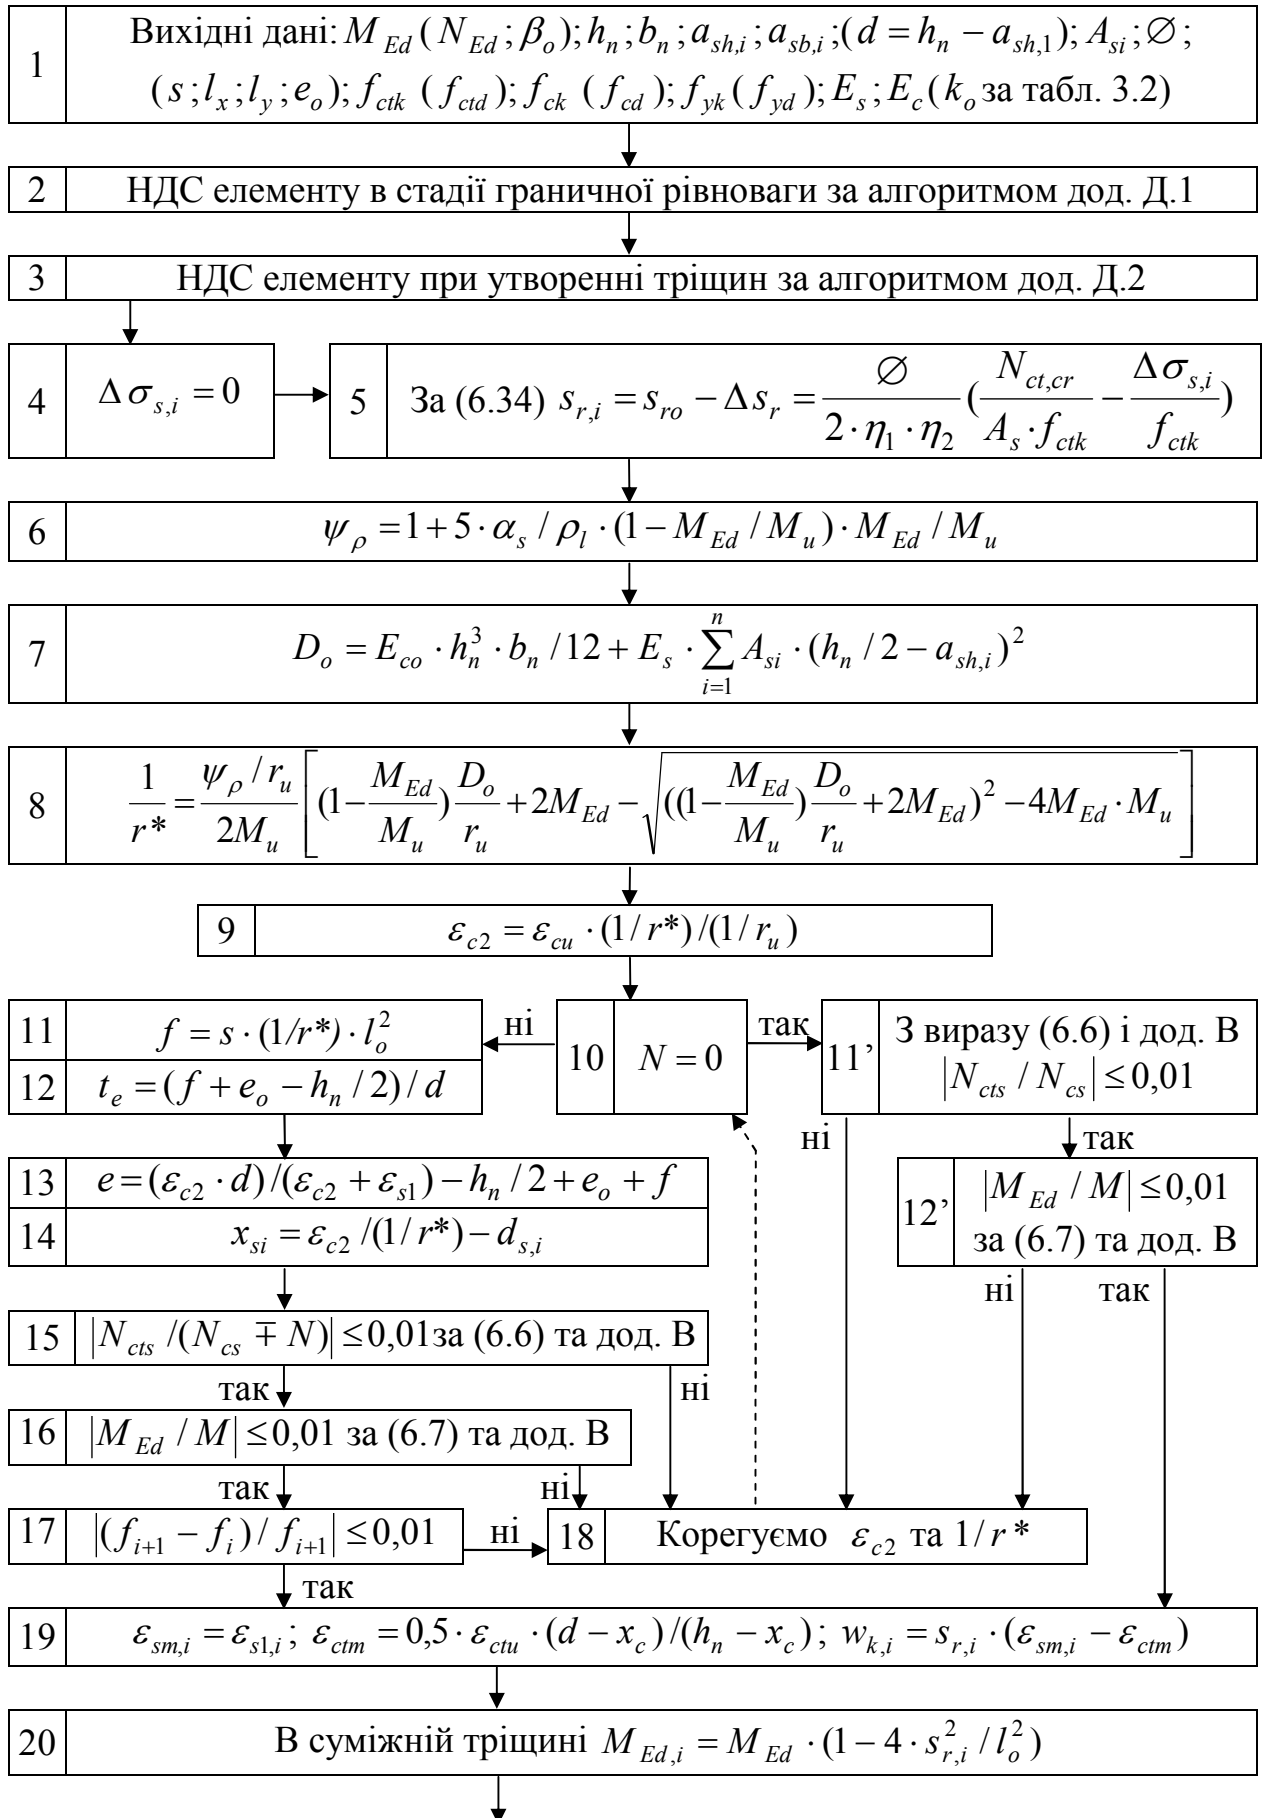 1 Вихідні дані: M_Ed (N_Ed; β_o); h_n; b_n; a_sh,i; a_sb,i; (d = h_n − a_sh,1); A_si; ∅;
(s; l_x; l_y; e_o); f_ctk (f_ctd); f_ck (f_cd); f_yk (f_yd); E_s; E_c (k_o за табл. 3.2)
2 НДС елементу в стадії граничної рівноваги за алгоритмом дод. Д.1
3 НДС елементу при утворенні тріщин за алгоритмом дод. Д.2
4 Δσ_s,i = 0
5 За (6.34) s_r,i = s_ro − Δs_r = ∅/(2·η_1·η_2) (N_ct,cr/(A_s·f_ctk) − Δσ_s,i/f_ctk)
6 ψ_ρ = 1 + 5·α_s / ρ_l·(1 − M_Ed / M_u)·M_Ed / M_u
7 D_o = E_co·h_n^3·b_n /12 + E_s·∑_{i=1}^{n} A_si·(h_n / 2 − a_sh,i)^2
8 1/r* = (ψ_ρ / r_u)/(2M_u) [(1 − M_Ed/M_u) D_o/r_u + 2M_Ed − √(((1 − M_Ed/M_u) D_o/r_u + 2M_Ed)^2 − 4M_Ed·M_u)]
9 ε_c2 = ε_cu·(1/r*)/(1/r_u)
10 N = 0
ні
так
11 f = s·(1/r*)·l_o^2
12 t_e = (f + e_o − h_n / 2)/d
11’ З виразу (6.6) і дод. В
|N_cts / N_cs| ≤ 0,01
ні
так
13 e = (ε_c2·d)/(ε_c2 + ε_s1) − h_n / 2 + e_o + f
14 x_si = ε_c2 /(1/r*) − d_s,i
12’ |M_Ed / M| ≤ 0,01
за (6.7) та дод. В
ні
так
15 |N_cts /(N_cs ∓ N)| ≤ 0,01за (6.6) та дод. В
так
ні
16 |M_Ed / M| ≤ 0,01 за (6.7) та дод. В
так
ні
17 |(f_i+1 − f_i)/ f_i+1| ≤ 0,01
ні
18 Корегуємо ε_c2 та 1/r*
так
19 ε_sm,i = ε_s1,i; ε_ctm = 0,5·ε_ctu·(d − x_c)/(h_n − x_c); w_k,i = s_r,i·(ε_sm,i − ε_ctm)
20 В суміжній тріщині M_Ed,i = M_Ed·(1 − 4·s_r,i^2 / l_o^2)